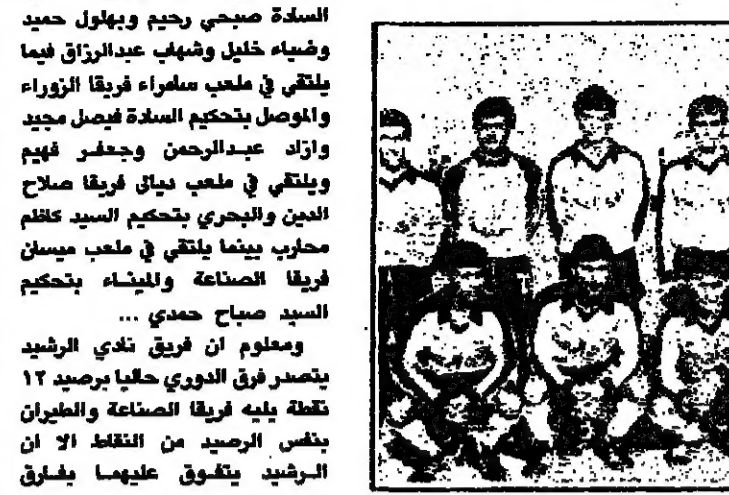 السادة صبحي رحيم وبهلول حميد
وضياء خليل وشهاب عبدالرزاق فيما
يلتقي في ملعب سامراء فريقا الزوراء
والموصل بتحكيم السادة فيصل مجيد
وازاد عبدالرحمن وجعفر فهيم
ويلتقي في ملعب ديالى فريقا صلاح
الدين والبحري بتحكيم السيد كاظم
محارب بينما يلتقي في ملعب ميسان
فريقا الصناعة والميناء بتحكيم
السيد صباح حمدي ...
ومعلوم ان فريق نادي الرشيد
يتصدر فرق الدوري حاليا برصيد ١٢
نقطة يليه فريقا الصناعة والطيران
بنفس الرصيد من النقاط الا ان
الرشيد يتفوق عليهما بفارق